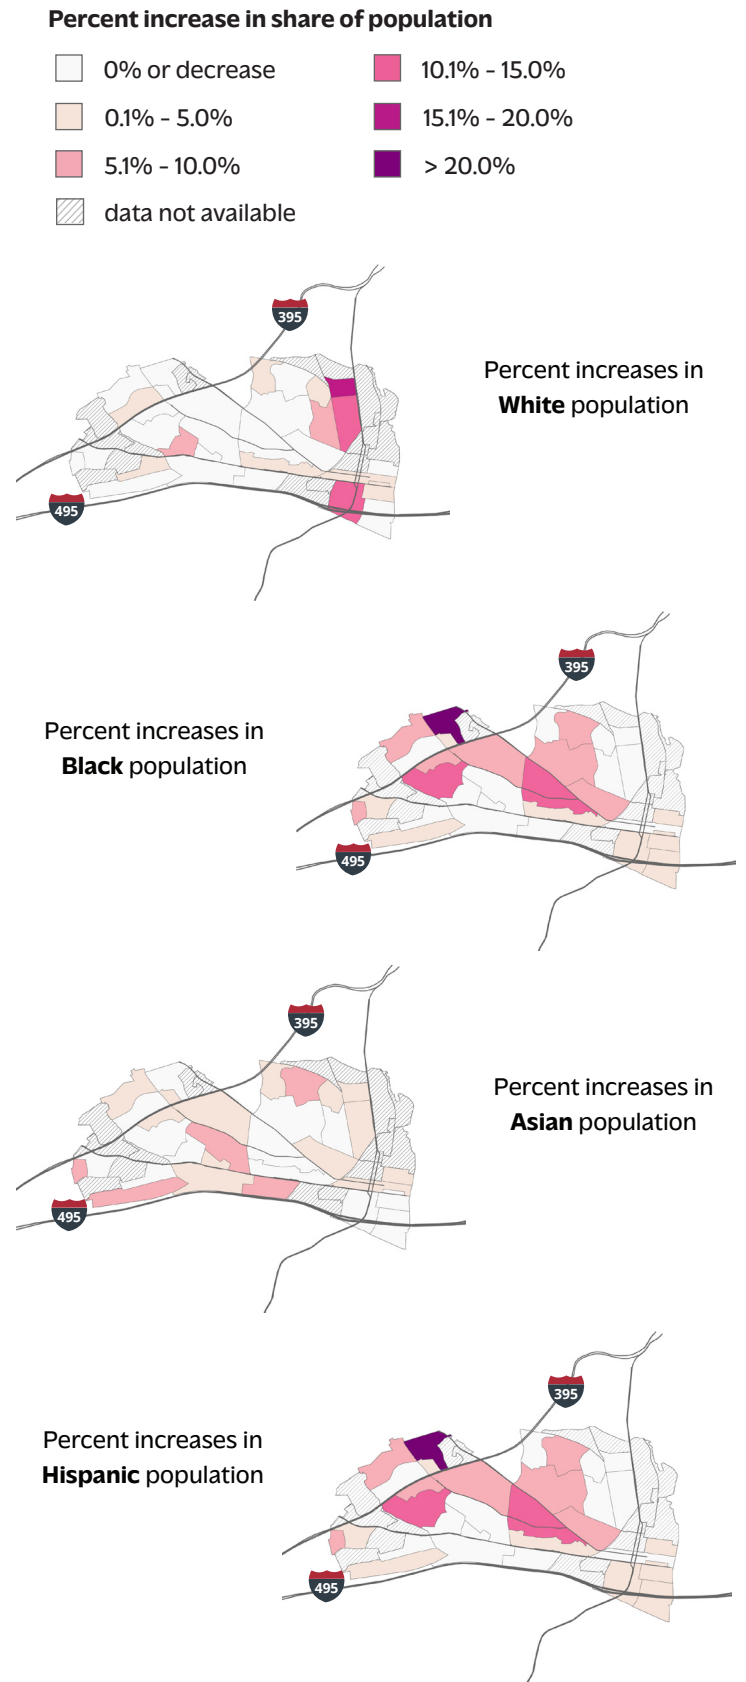 Percent increase in share of population
0% or decrease
10.1% - 15.0%
0.1% - 5.0%
15.1% - 20.0%
5.1% - 10.0%
> 20.0%
data not available
395
Percent increases in
White population
495
395
Percent increases in
Black population
495
395
Percent increases in
Asian population
495
395
Percent increases in
Hispanic population
495